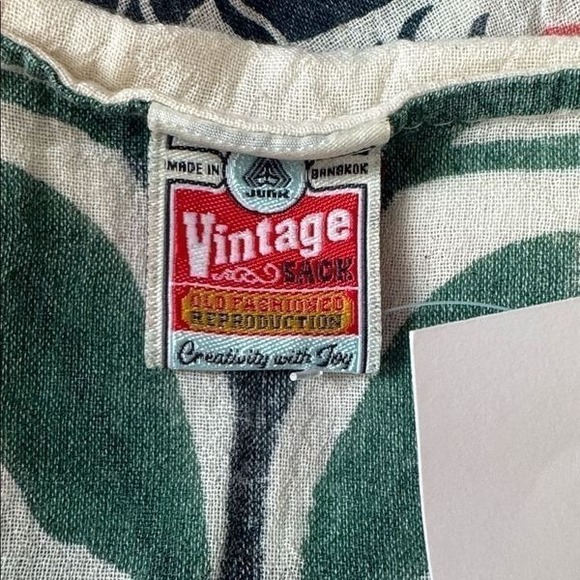 MADE IN BANGKOK
JUNK
Vintage
SACK
OLD FASHIONED
REPRODUCTION
Creativity with Joy